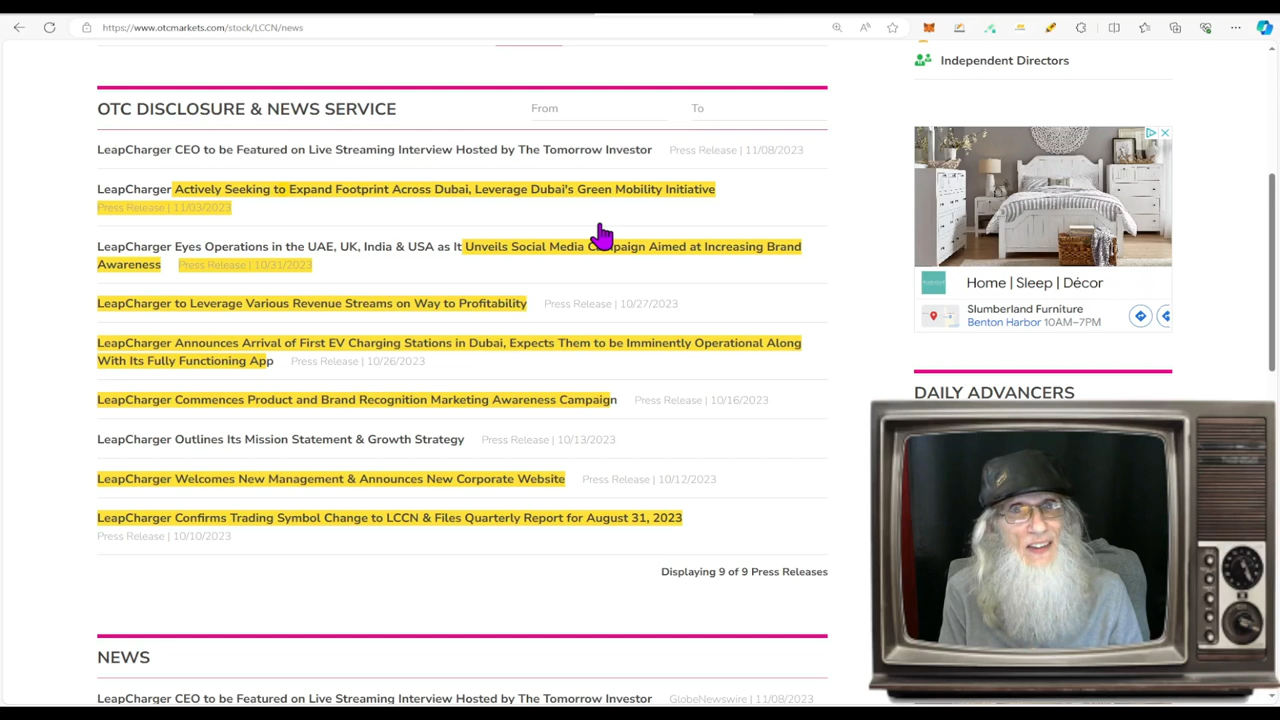 https://www.otcmarkets.com/stock/LCCN/news
Independent Directors
OTC DISCLOSURE & NEWS SERVICE
From
To
LeapCharger CEO to be Featured on Live Streaming Interview Hosted by The Tomorrow Investor Press Release | 11/08/2023
LeapCharger Actively Seeking to Expand Footprint Across Dubai, Leverage Dubai's Green Mobility Initiative
Press Release | 11/03/2023
LeapCharger Eyes Operations in the UAE, UK, India & USA as It Unveils Social Media Campaign Aimed at Increasing Brand
Awareness Press Release | 10/31/2023
LeapCharger to Leverage Various Revenue Streams on Way to Profitability Press Release | 10/27/2023
LeapCharger Announces Arrival of First EV Charging Stations in Dubai, Expects Them to be Imminently Operational Along
With Its Fully Functioning App Press Release | 10/26/2023
LeapCharger Commences Product and Brand Recognition Marketing Awareness Campaign Press Release | 10/16/2023
LeapCharger Outlines Its Mission Statement & Growth Strategy Press Release | 10/13/2023
LeapCharger Welcomes New Management & Announces New Corporate Website Press Release | 10/12/2023
LeapCharger Confirms Trading Symbol Change to LCCN & Files Quarterly Report for August 31, 2023
Press Release | 10/10/2023
Displaying 9 of 9 Press Releases
NEWS
LeapCharger CEO to be Featured on Live Streaming Interview Hosted by The Tomorrow Investor GlobeNewswire | 11/08/2023
Home | Sleep | Décor
Slumberland Furniture
Benton Harbor 10AM–7PM
DAILY ADVANCERS